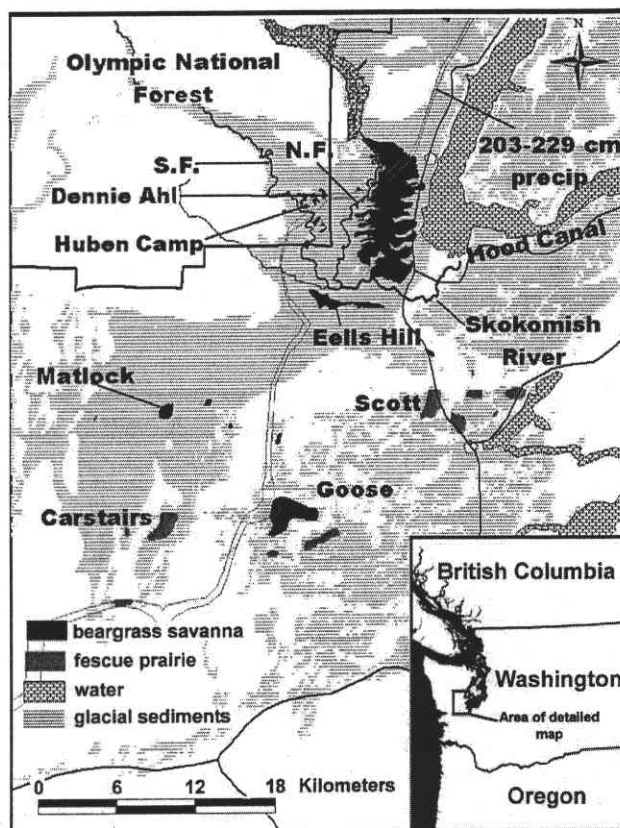 N
Olympic National
Forest
S.F.
N.F.
203-229 cm
precip
Dennie Ahl
Huben Camp
Hood Canal
Eells Hill
Skokomish
River
Matlock
Scott
Goose
Carstairs
British Columbia
Washington
Area of detailed
map
Oregon
beargrass savanna
fescue prairie
water
glacial sediments
0 6 12 18 Kilometers